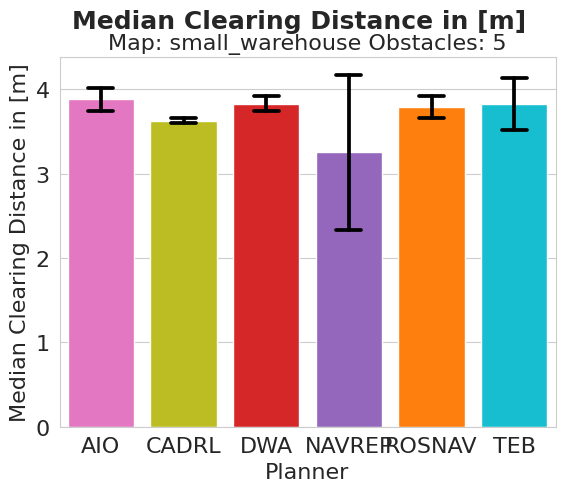 Median Clearing Distance in [m]
Map: small_warehouse Obstacles: 5
Median Clearing Distance in [m]
4
3
2
1
0
AIO CADRL DWA NAVREP ROSNAV TEB
Planner